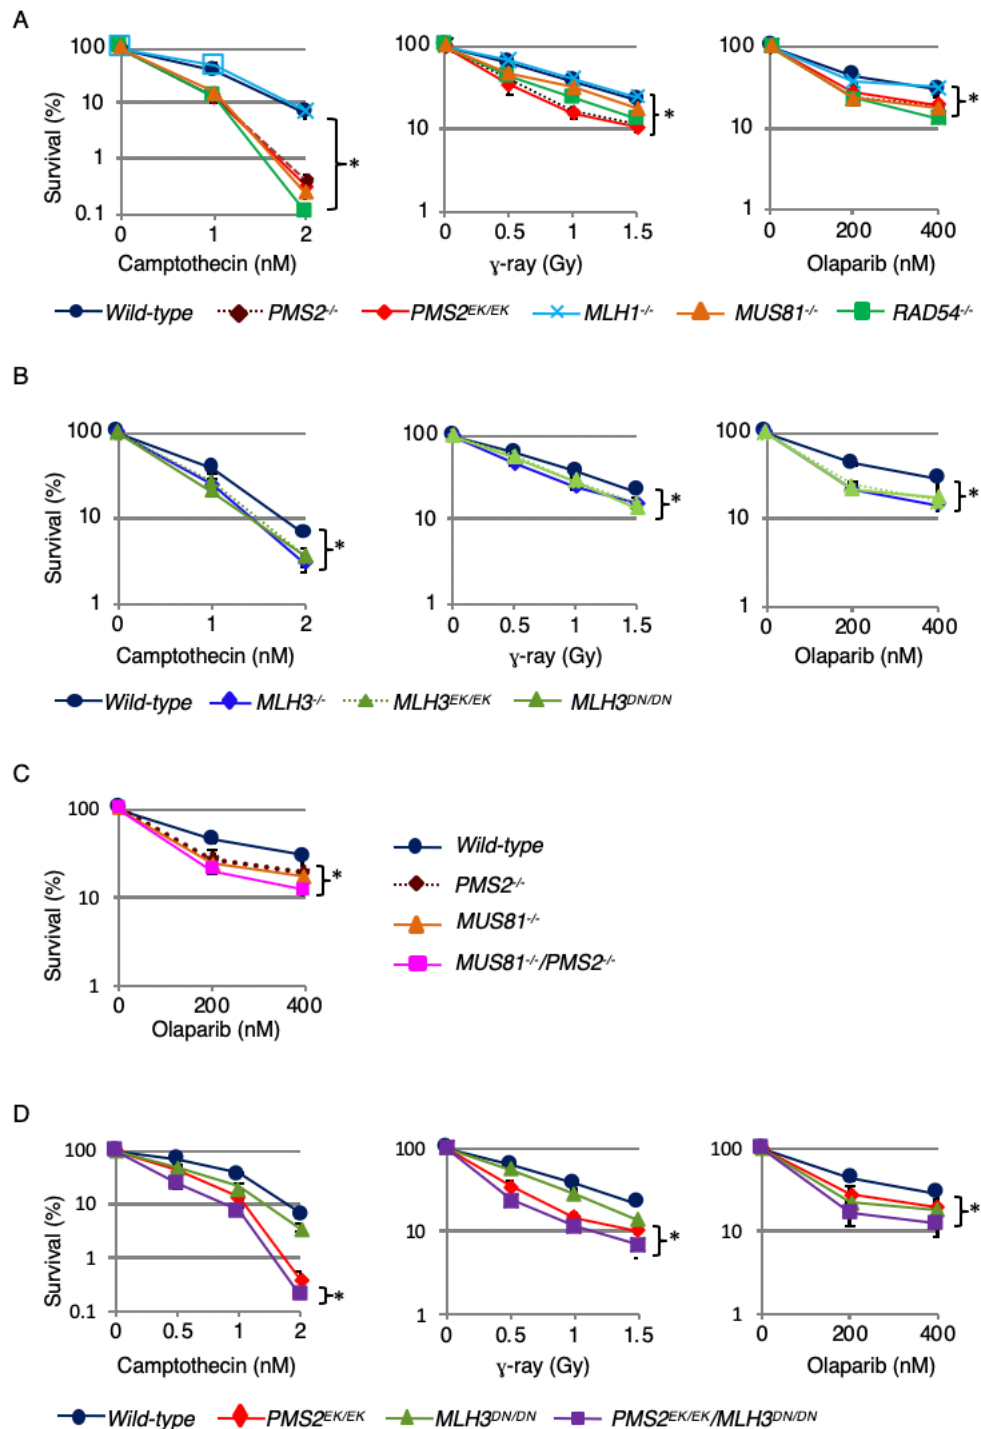 A
100
10
1
0.1
Survival (%)
0 1 2
Camptothecin (nM)
100
10
1
0 0.5 1 1.5
ɣ-ray (Gy)
100
10
1
0 200 400
Olaparib (nM)
*
*
*
Wild-type PMS2-/- PMS2EK/EK MLH1-/- MUS81-/- RAD54-/-
B
100
10
1
Survival (%)
0 1 2
Camptothecin (nM)
100
10
1
0 0.5 1 1.5
ɣ-ray (Gy)
100
10
1
0 200 400
Olaparib (nM)
*
*
*
Wild-type MLH3-/- MLH3EK/EK MLH3DN/DN
C
100
10
1
Survival (%)
0 200 400
Olaparib (nM)
*
Wild-type
PMS2-/-
MUS81-/-
MUS81-/-/PMS2-/-
D
100
10
1
0.1
Survival (%)
0 0.5 1 2
Camptothecin (nM)
100
10
1
0 0.5 1 1.5
ɣ-ray (Gy)
100
10
1
0 200 400
Olaparib (nM)
*
*
*
Wild-type PMS2EK/EK MLH3DN/DN PMS2EK/EK/MLH3DN/DN